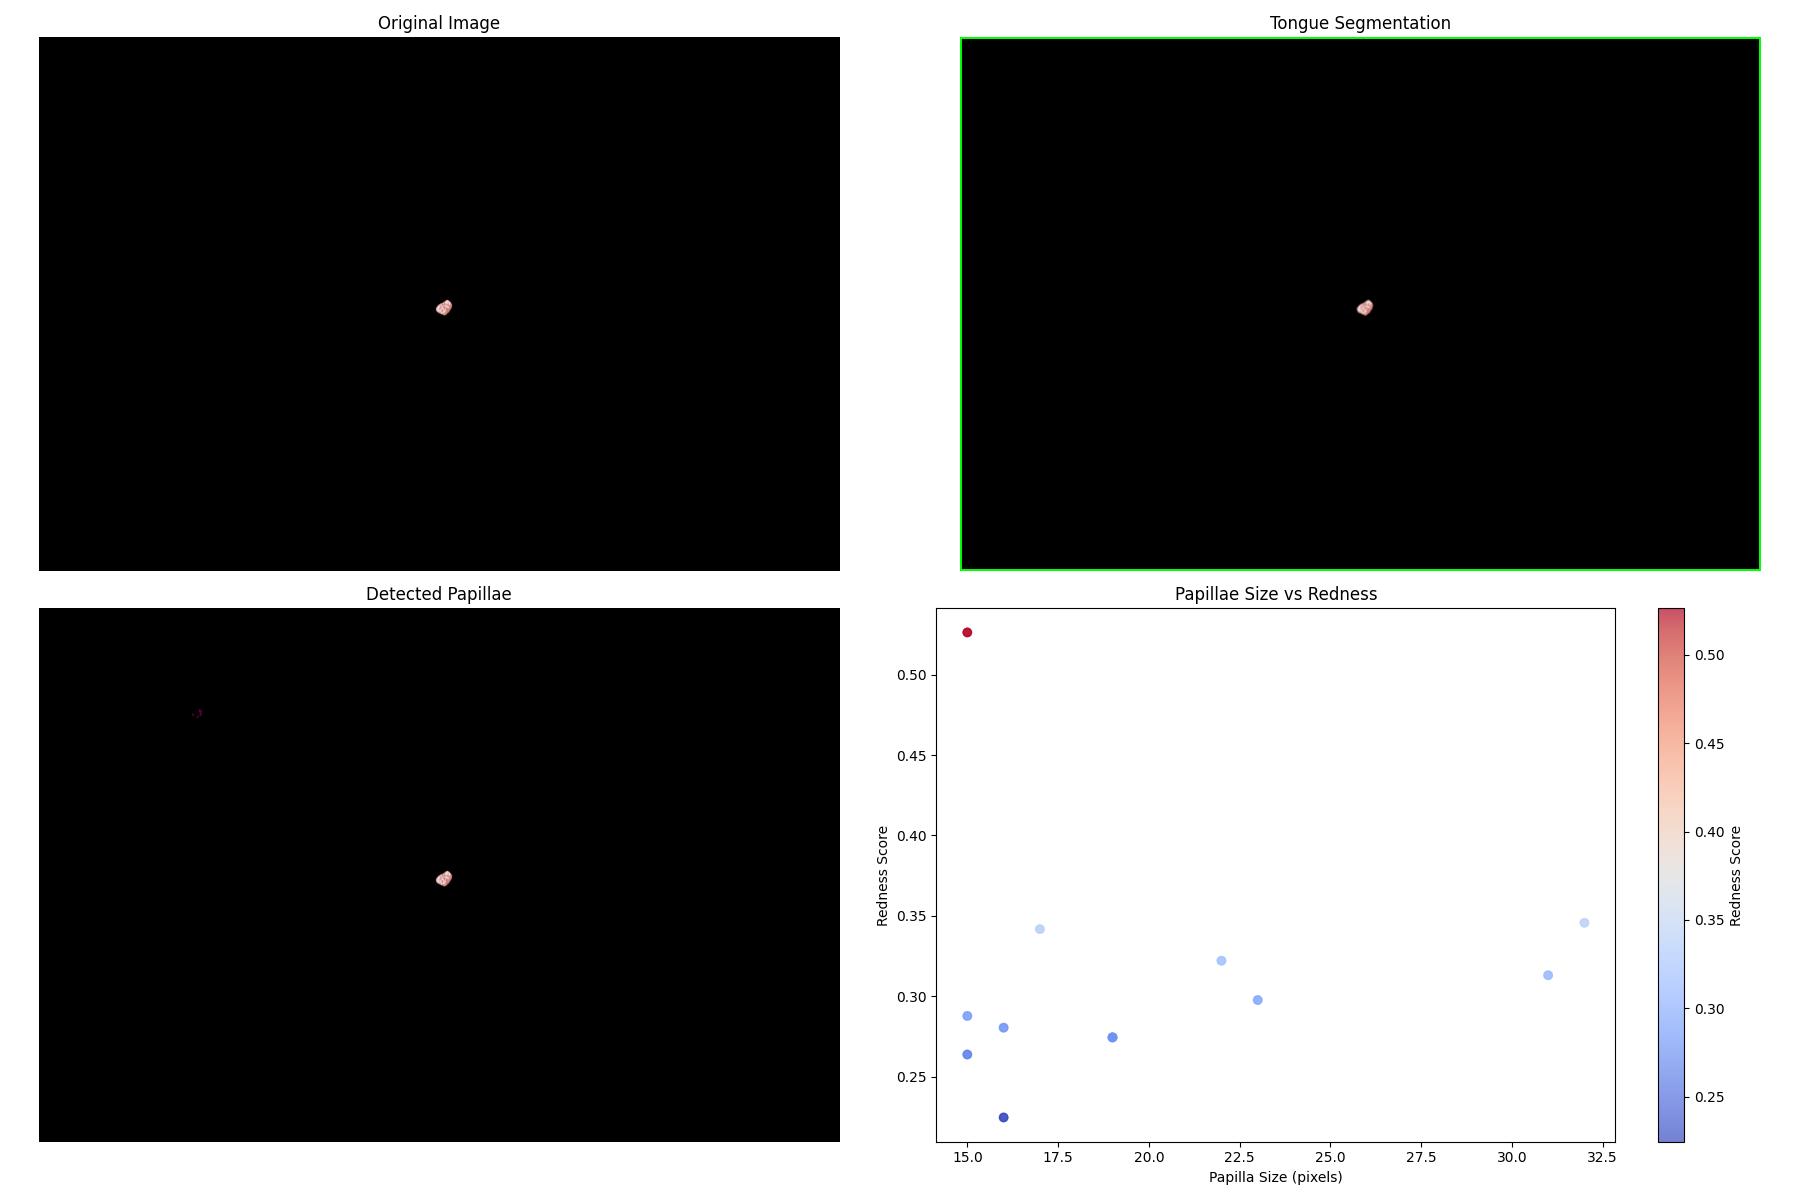 Original Image
Tongue Segmentation
Detected Papillae
Papillae Size vs Redness
0.50
0.45
0.40
0.35
0.30
0.25
Redness Score
15.0 17.5 20.0 22.5 25.0 27.5 30.0 32.5
Papilla Size (pixels)
0.50
0.45
0.40
0.35
0.30
0.25
Redness Score